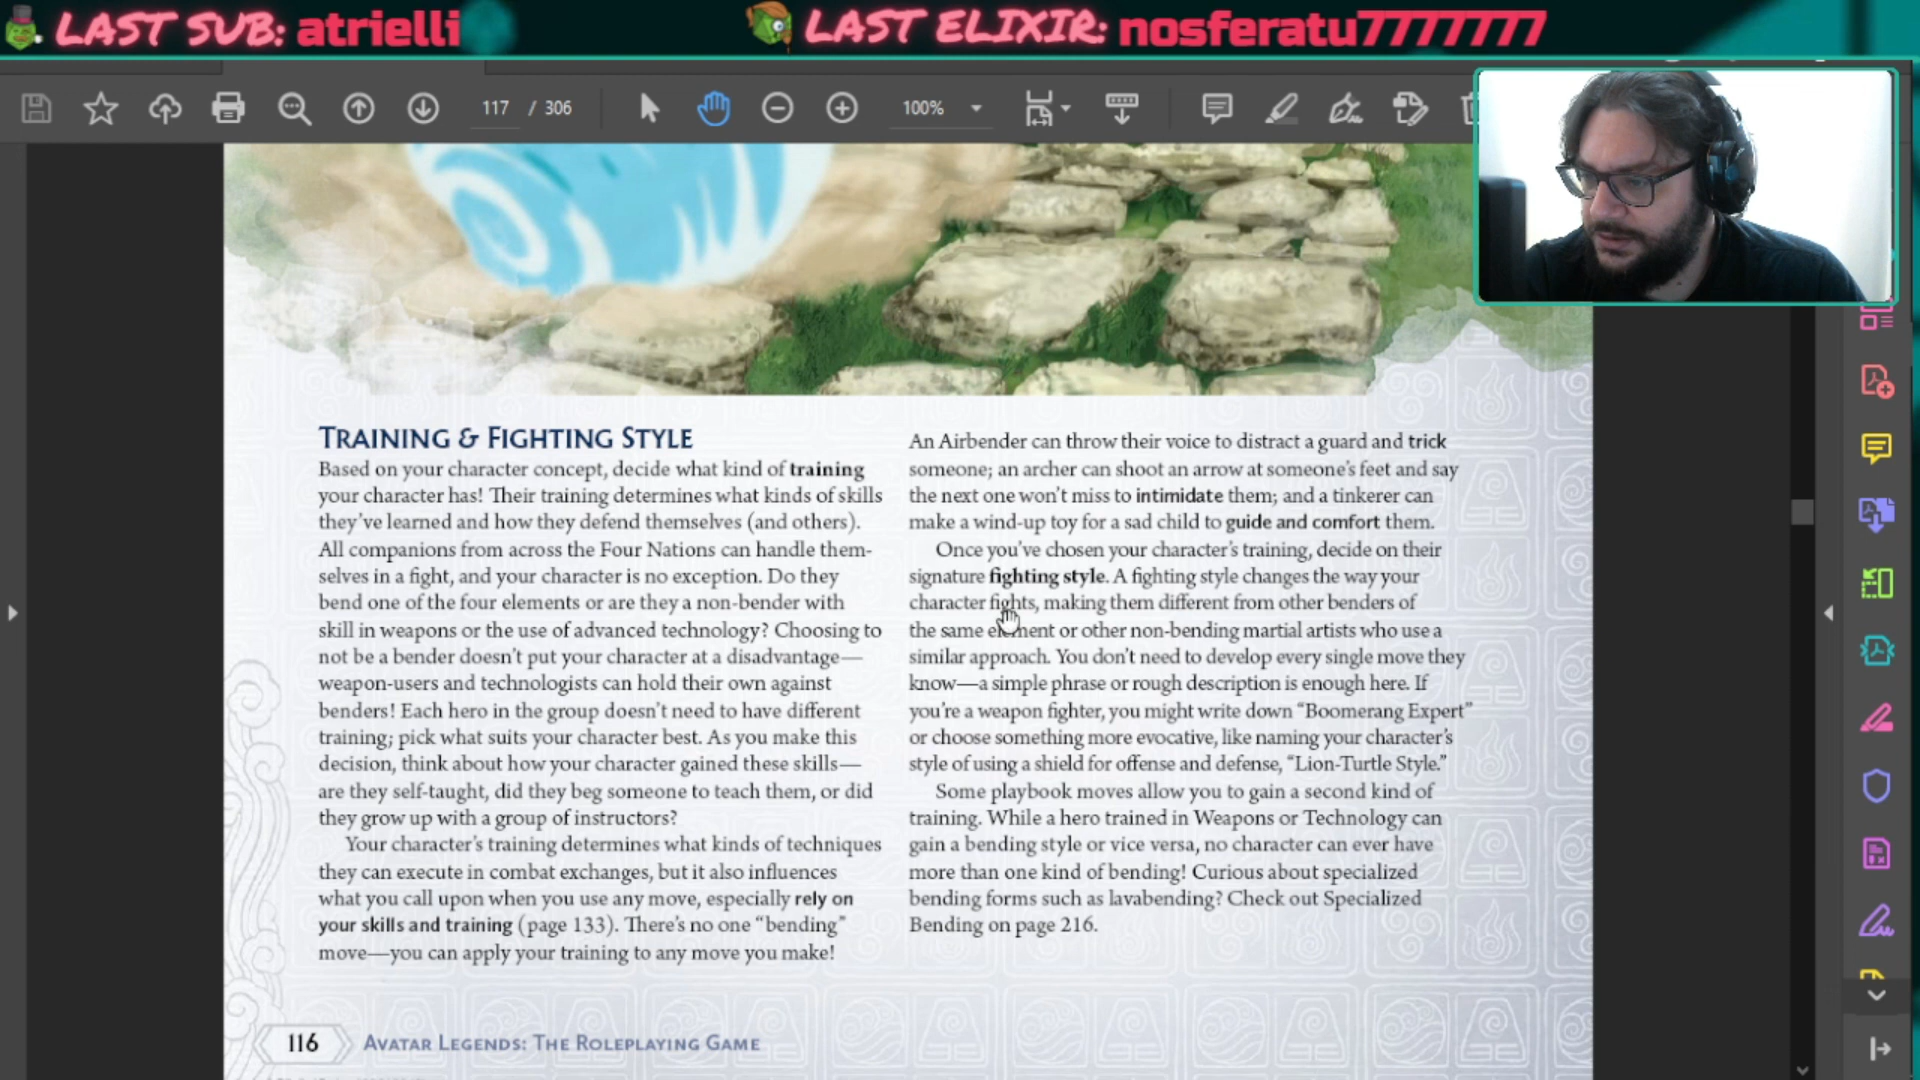 LAST SUB: atrielli
LAST ELIXIR: nosferatu7777777
117 / 306
100%
TRAINING & FIGHTING STYLE
Based on your character concept, decide what kind of training
your character has! Their training determines what kinds of skills
they've learned and how they defend themselves (and others).
All companions from across the Four Nations can handle them-
selves in a fight, and your character is no exception. Do they
bend one of the four elements or are they a non-bender with
skill in weapons or the use of advanced technology? Choosing to
not be a bender doesn't put your character at a disadvantage—
weapon-users and technologists can hold their own against
benders! Each hero in the group doesn't need to have different
training; pick what suits your character best. As you make this
decision, think about how your character gained these skills—
are they self-taught, did they beg someone to teach them, or did
they grow up with a group of instructors?
Your character's training determines what kinds of techniques
they can execute in combat exchanges, but it also influences
what you call upon when you use any move, especially rely on
your skills and training (page 133). There's no one "bending"
move—you can apply your training to any move you make!
An Airbender can throw their voice to distract a guard and trick
someone; an archer can shoot an arrow at someone's feet and say
the next one won't miss to intimidate them; and a tinkerer can
make a wind-up toy for a sad child to guide and comfort them.
Once you've chosen your character's training, decide on their
signature fighting style. A fighting style changes the way your
character fights, making them different from other benders of
the same element or other non-bending martial artists who use a
similar approach. You don't need to develop every single move they
know—a simple phrase or rough description is enough here. If
you're a weapon fighter, you might write down "Boomerang Expert"
or choose something more evocative, like naming your character's
style of using a shield for offense and defense, "Lion-Turtle Style."
Some playbook moves allow you to gain a second kind of
training. While a hero trained in Weapons or Technology can
gain a bending style or vice versa, no character can ever have
more than one kind of bending! Curious about specialized
bending forms such as lavabending? Check out Specialized
Bending on page 216.
116 AVATAR LEGENDS: THE ROLEPLAYING GAME